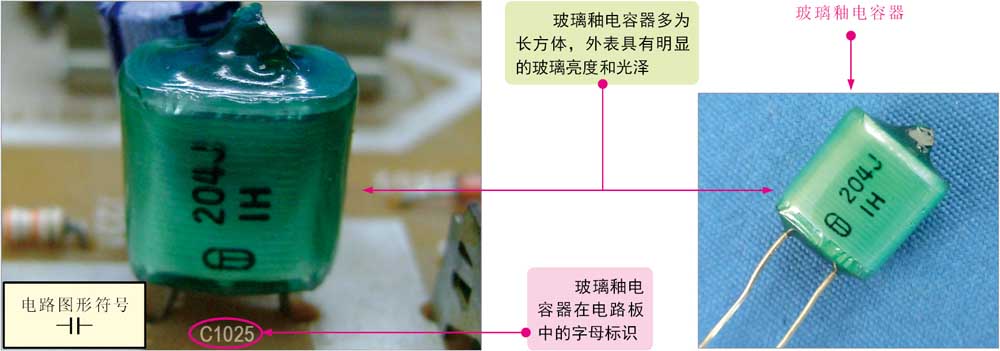 玻璃釉电容器多为
长方体，外表具有明显
的玻璃亮度和光泽
玻璃釉电容器
204J
1H
204J
1H
电路图形符号
C1025
玻璃釉电
容器在电路板
中的字母标识